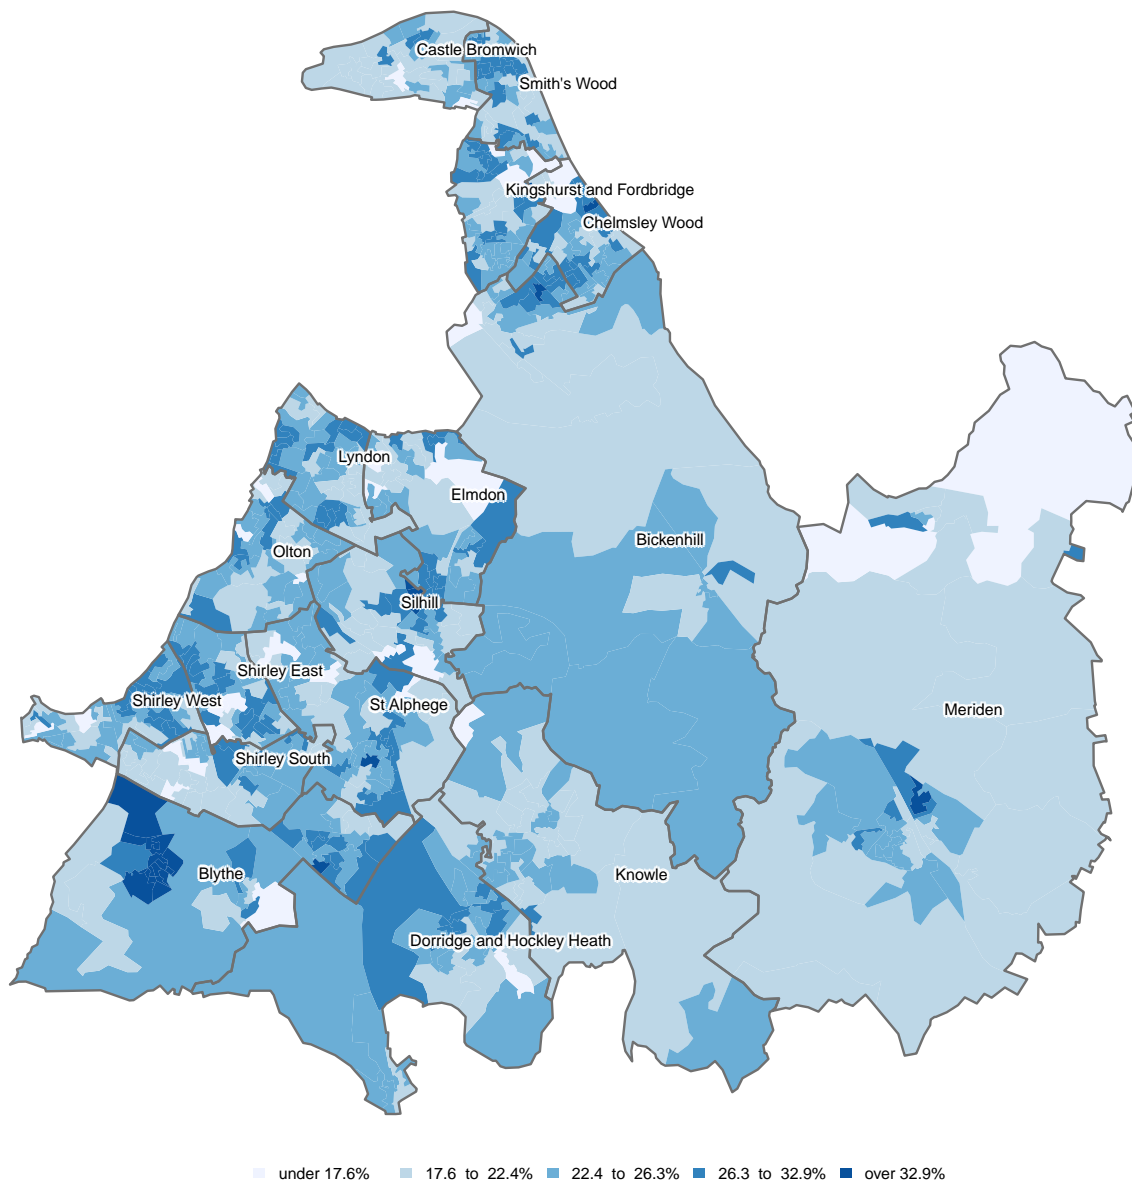 Castle Bromwich
Smith's Wood
Kingshurst and Fordbridge
Chelmsley Wood
Lyndon
Elmdon
Bickenhill
Olton
Silhill
Shirley East
Shirley West
St Alphege
Meriden
Shirley South
Blythe
Knowle
Dorridge and Hockley Heath
under 17.6% 17.6 to 22.4% 22.4 to 26.3% 26.3 to 32.9% over 32.9%